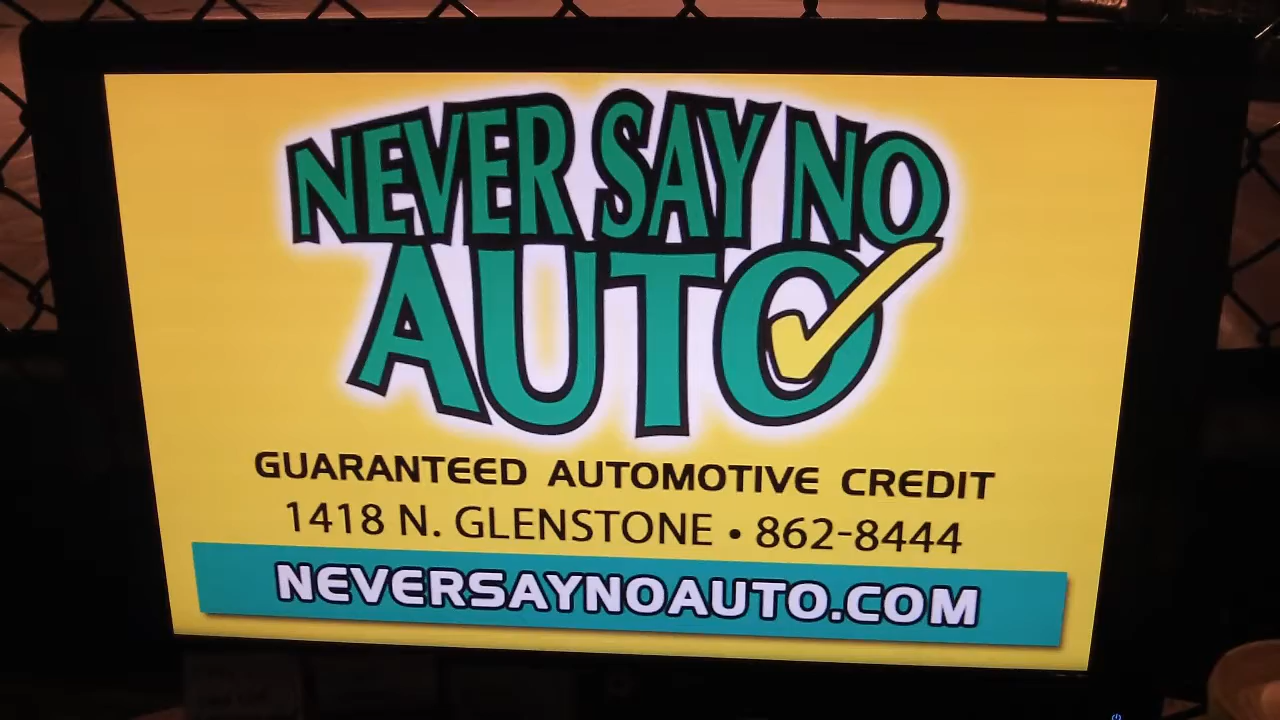 NEVER SAY NO
AUTO
GUARANTEED AUTOMOTIVE CREDIT
1418 N. GLENSTONE • 862-8444
NEVERSAYNOAUTO.COM